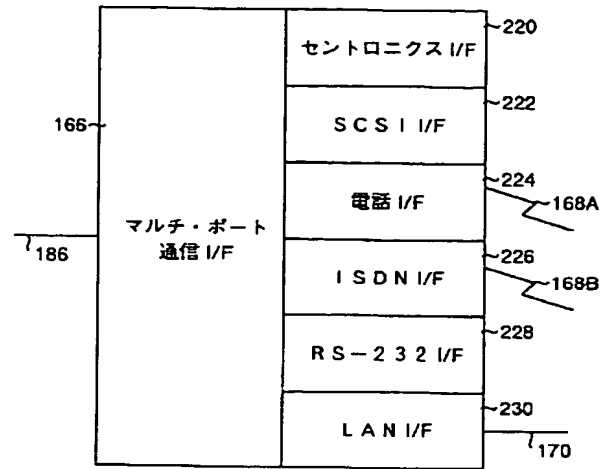 セントロニクス I/F
220
SCSI I/F
222
166
電話 I/F
224
168A
マルチ・ポート
通信 I/F
186
ISDN I/F
226
168B
RS-232 I/F
228
LAN I/F
230
170